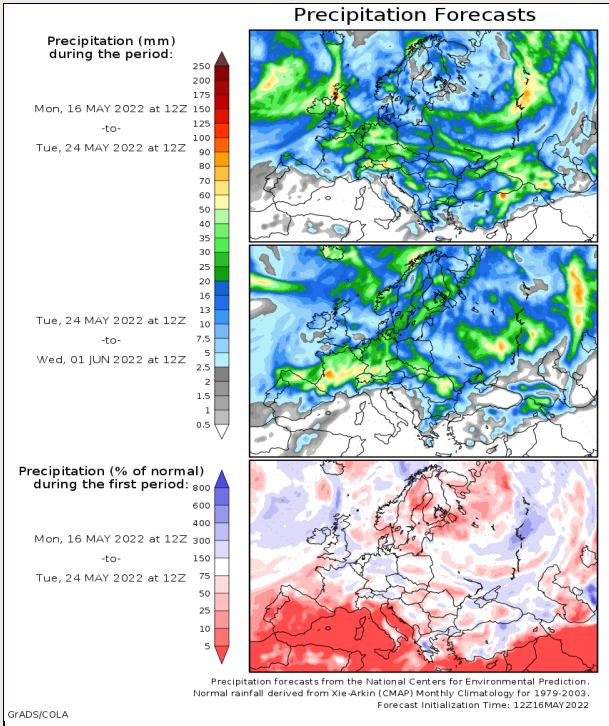 Precipitation Forecasts
Precipitation (mm)
during the period:
Mon, 16 MAY 2022 at 12Z
-to-
Tue, 24 MAY 2022 at 12Z
250
200
175
150
125
100
90
80
70
60
50
40
35
30
25
20
16
13
10
7.5
5
2.5
2
1.5
1
0.5
Tue, 24 MAY 2022 at 12Z
-to-
Wed, 01 JUN 2022 at 12Z
Precipitation (% of normal)
during the first period:
Mon, 16 MAY 2022 at 12Z
-to-
Tue, 24 MAY 2022 at 12Z
800
600
400
300
150
75
50
25
10
5
Precipitation forecasts from the National Centers for Environmental Prediction.
Normal rainfall derived from Xie-Arkin (CMAP) Monthly Climatology for 1979-2003.
Forecast Initialization Time: 12Z16MAY2022
GrADS/COLA